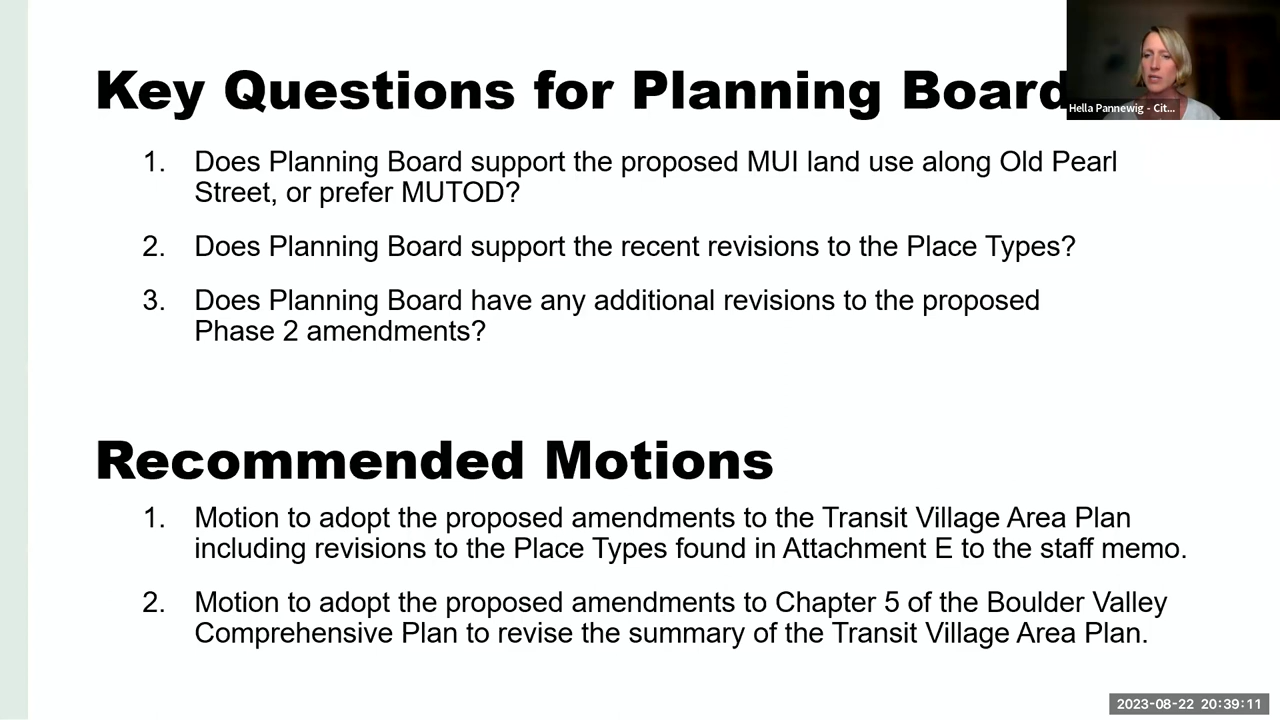 Key Questions for Planning Board
Hella Pannewig - Cit...
1. Does Planning Board support the proposed MUI land use along Old Pearl
Street, or prefer MUTOD?
2. Does Planning Board support the recent revisions to the Place Types?
3. Does Planning Board have any additional revisions to the proposed
Phase 2 amendments?
Recommended Motions
1. Motion to adopt the proposed amendments to the Transit Village Area Plan
including revisions to the Place Types found in Attachment E to the staff memo.
2. Motion to adopt the proposed amendments to Chapter 5 of the Boulder Valley
Comprehensive Plan to revise the summary of the Transit Village Area Plan.
2023-08-22 20:39:11